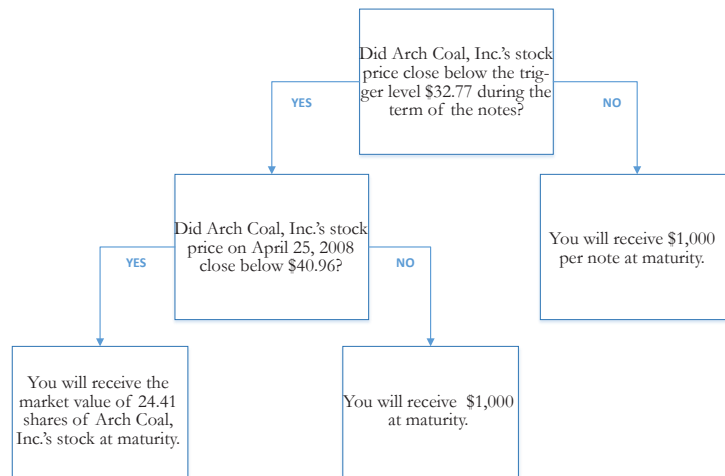 Did Arch Coal, Inc.'s stock
price close below the trig-
ger level $32.77 during the
term of the notes?
YES
NO
Did Arch Coal, Inc.'s stock
price on April 25, 2008
close below $40.96?
You will receive $1,000
per note at maturity.
YES
NO
You will receive the
market value of 24.41
shares of Arch Coal,
Inc.'s stock at maturity.
You will receive $1,000
at maturity.